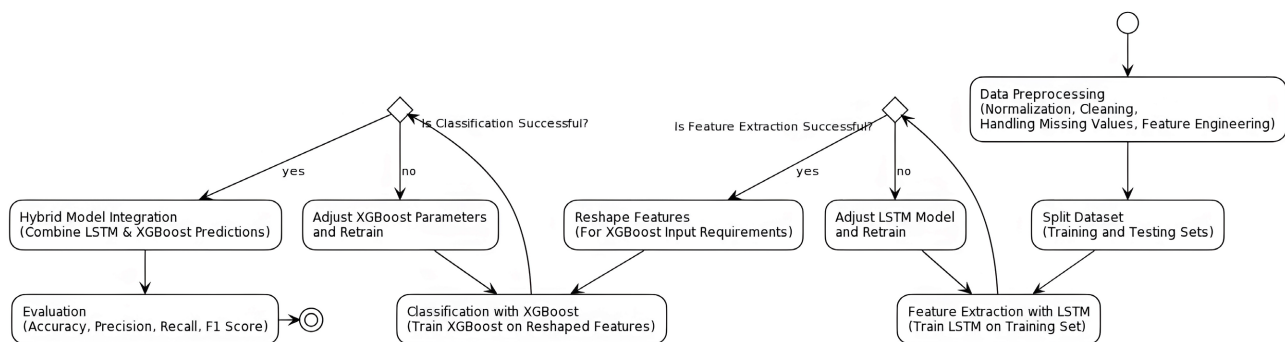 Data Preprocessing
(Normalization, Cleaning,
Handling Missing Values, Feature Engineering)
Is Classification Successful?
Is Feature Extraction Successful?
yes
no
yes
no
Hybrid Model Integration
(Combine LSTM & XGBoost Predictions)
Adjust XGBoost Parameters
and Retrain
Reshape Features
(For XGBoost Input Requirements)
Adjust LSTM Model
and Retrain
Split Dataset
(Training and Testing Sets)
Evaluation
(Accuracy, Precision, Recall, F1 Score)
Classification with XGBoost
(Train XGBoost on Reshaped Features)
Feature Extraction with LSTM
(Train LSTM on Training Set)